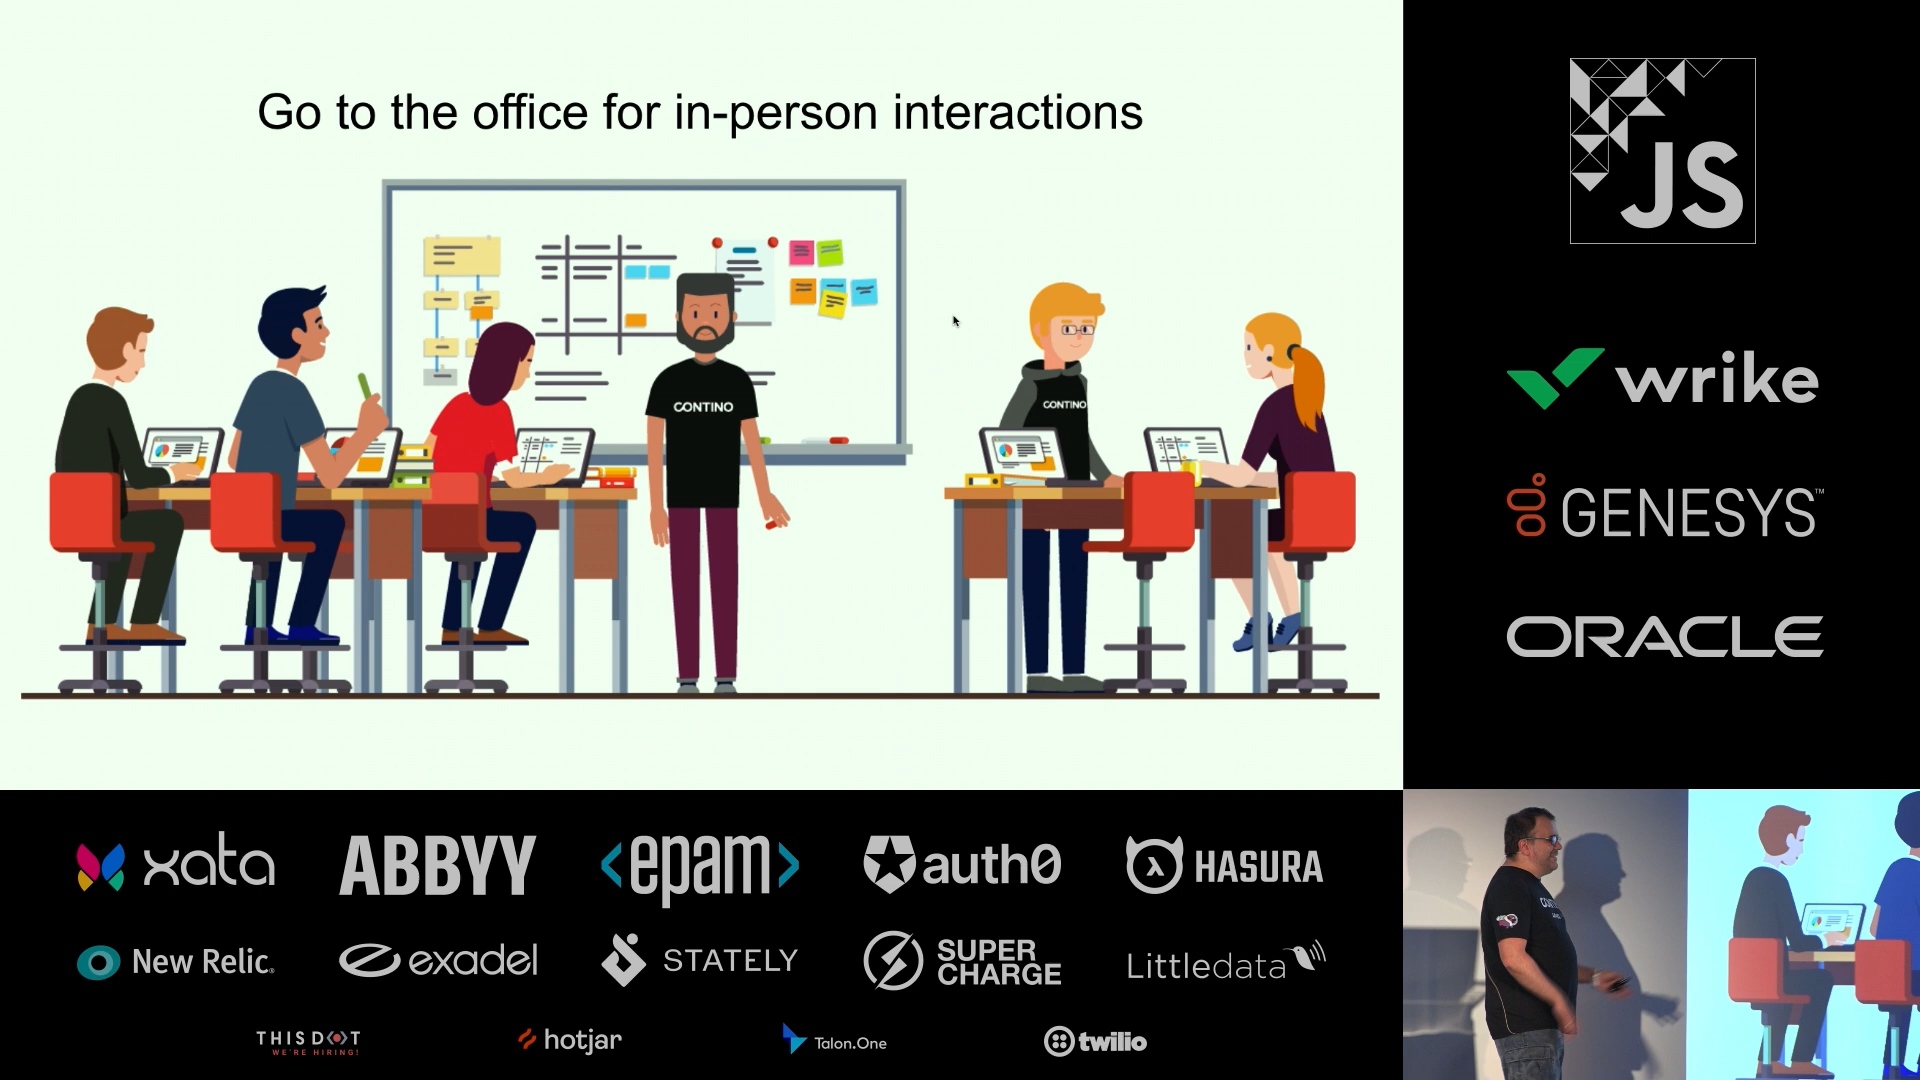 Go to the office for in-person interactions
CONTINO
CONTINO
JS
wrike
GENESYS™
ORACLE
xata
ABBYY
<epam>
auth0
HASURA
New Relic®
exadel
STATELY
SUPER
CHARGE
Littledata
THIS DOT
WE'RE HIRING!
hotjar
Talon.One
twilio